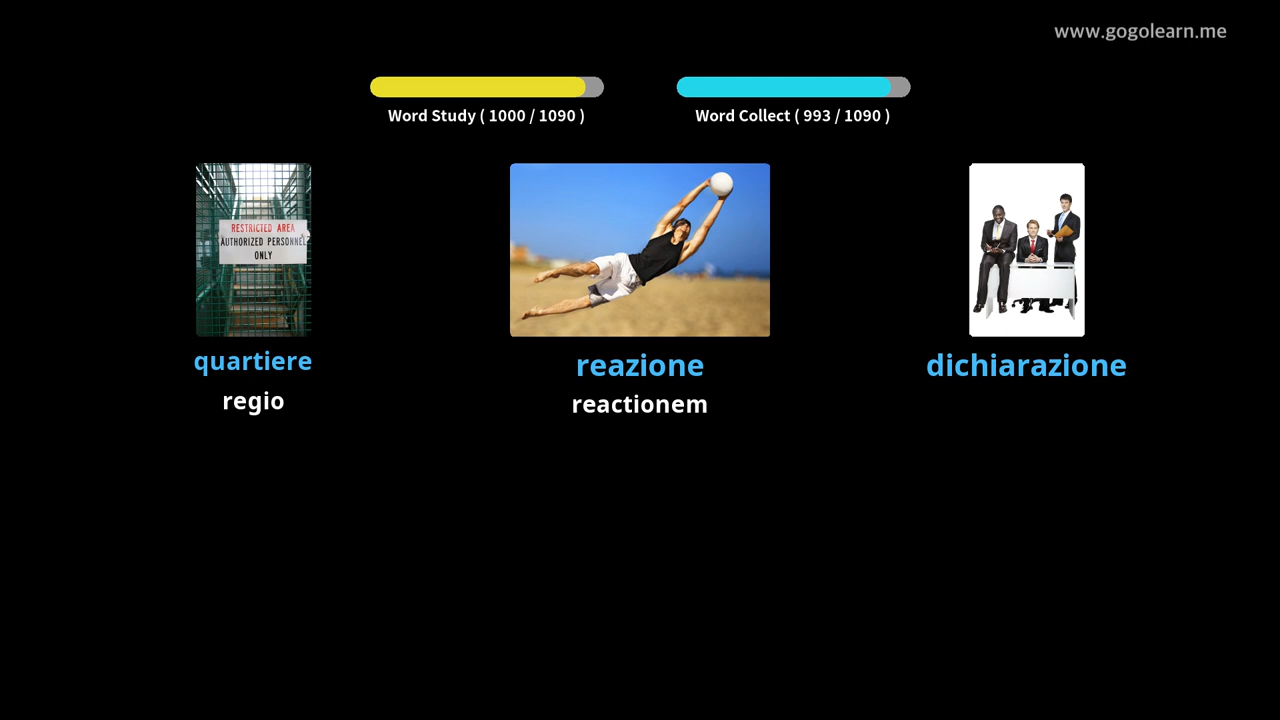 www.gogolearn.me
Word Study ( 1000 / 1090 )
Word Collect ( 993 / 1090 )
RESTRICTED AREA
AUTHORIZED PERSONNEL
ONLY
quartiere
reazione
dichiarazione
regio
reactionem